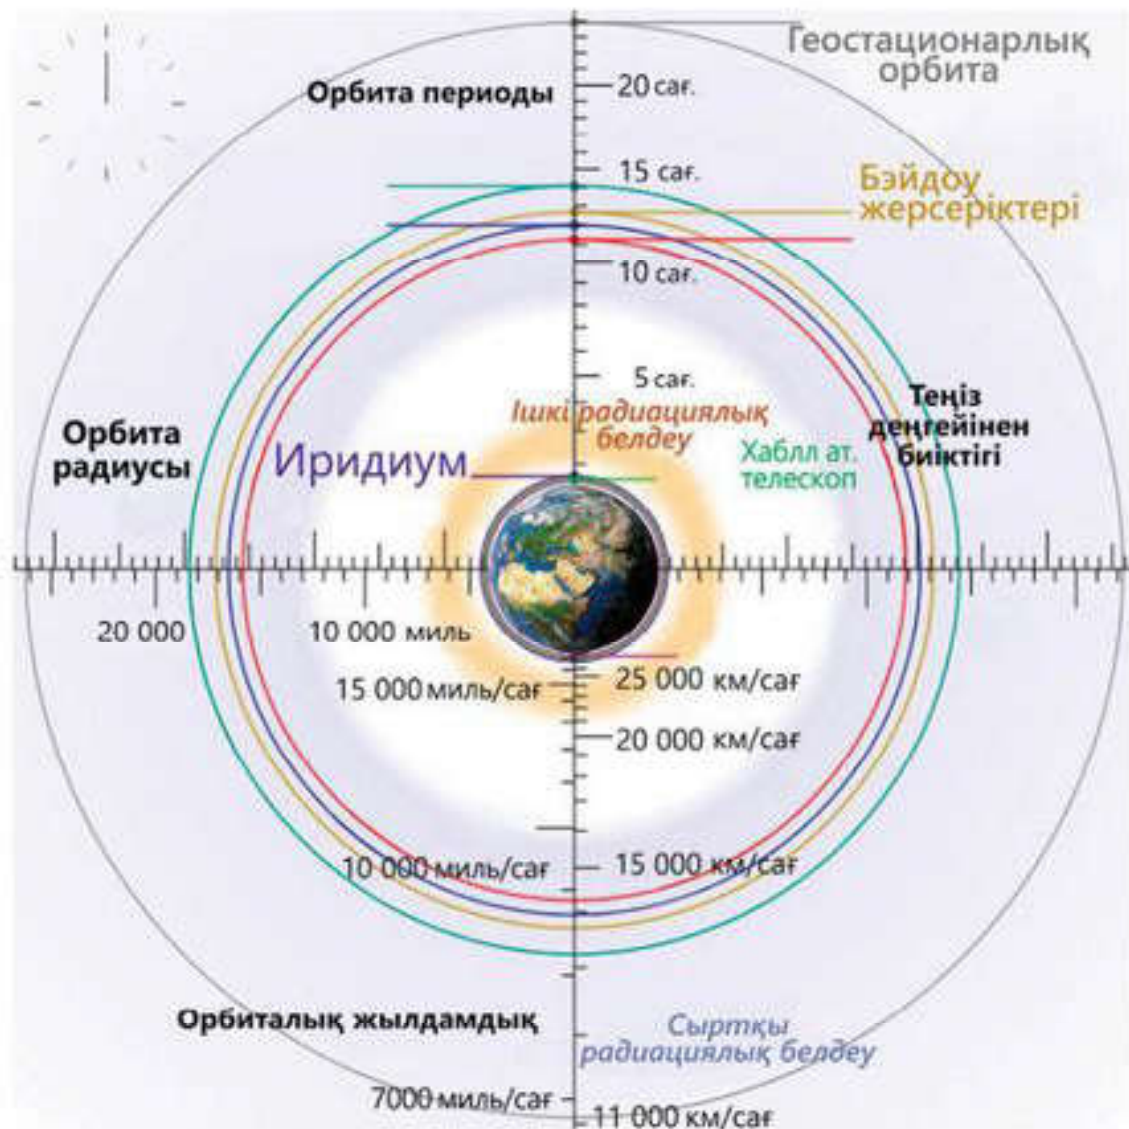 Геостационарлық
орбита
Орбита периоды
20 сағ.
15 сағ.
Бэйдоу
жерсеріктері
10 сағ.
5 сағ.
Ішкі радиациялық
белдеу
Теңіз
деңгейінен
биіктігі
Орбита
радиусы
Иридиум
Хаблл ат.
телескоп
20 000
10 000 миль
15 000 миль/сағ
25 000 км/сағ
20 000 км/сағ
10 000 миль/сағ
15 000 км/сағ
Орбиталық жылдамдық
Сыртқы
радиациялық белдеу
7000 миль/сағ
11 000 км/сағ